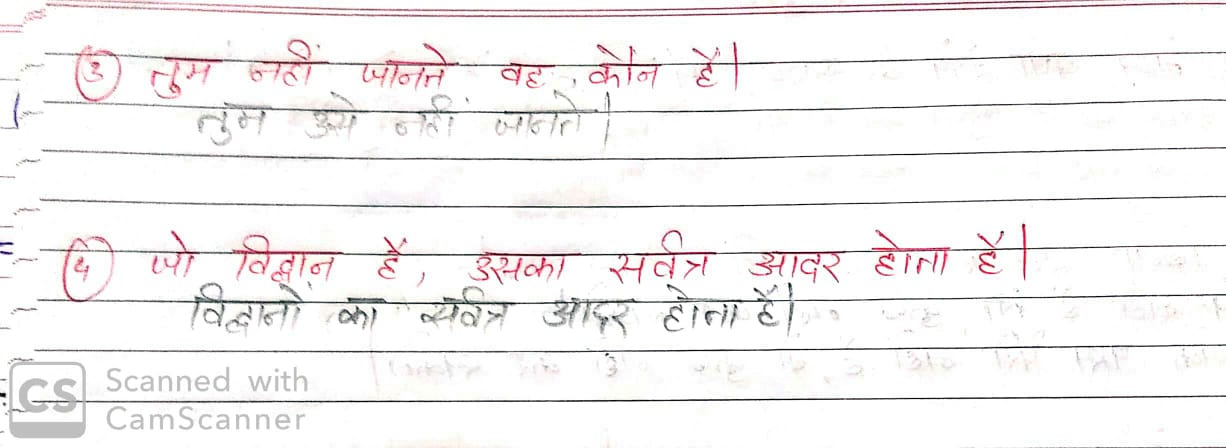 ③ तुम नहीं जानते वह कौन है।
तुम उसे नहीं जानते।
④ जो विद्वान है, उसका सर्वत्र आदर होता है।
विद्वानों का सर्वत्र आदर होता है।
CS Scanned with
CamScanner